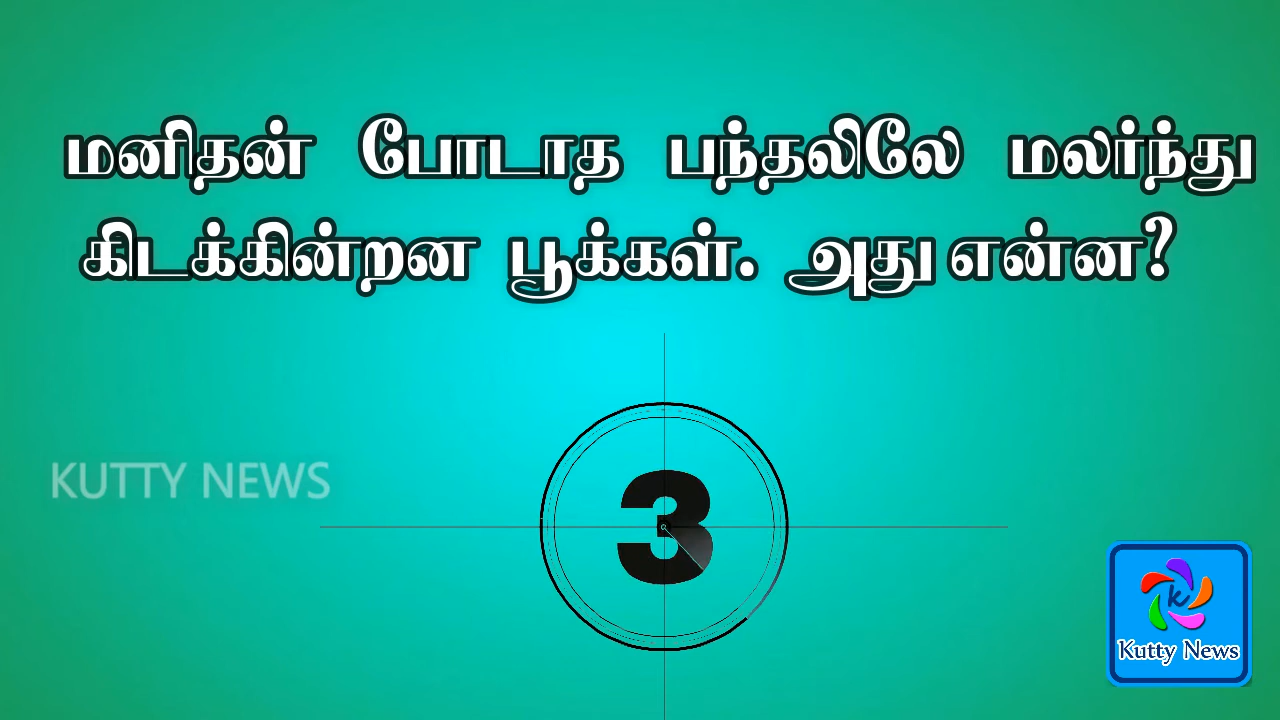 மனிதன் போடாத பந்தலிலே மலர்ந்து
கிடக்கின்றன பூக்கள். அது என்ன?
KUTTY NEWS
3
k
Kutty News